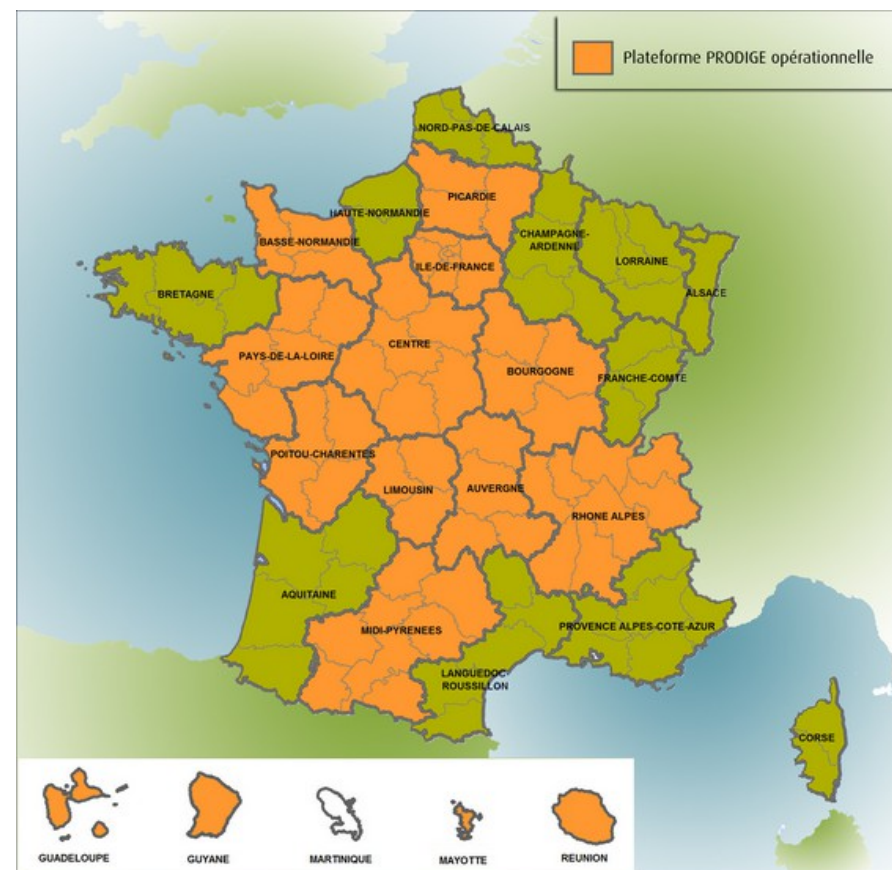 Plateforme PRODIGE opérationnelle
NORD-PAS-DE-CALAIS
PICARDIE
HAUTE-NORMANDIE
BASSE-NORMANDIE
CHAMPAGNE-
ARDENNE
ILE-DE-FRANCE
LORRAINE
ALSACE
BRETAGNE
CENTRE
PAYS-DE-LA-LOIRE
BOURGOGNE
FRANCHE-COMTE
POITOU-CHARENTES
LIMOUSIN
AUVERGNE
RHONE ALPES
AQUITAINE
MIDI-PYRENEES
PROVENCE ALPES-COTE-AZUR
LANGUEDOC-
ROUSSILLON
CORSE
GUADELOUPE
GUYANE
MARTINIQUE
MAYOTTE
REUNION